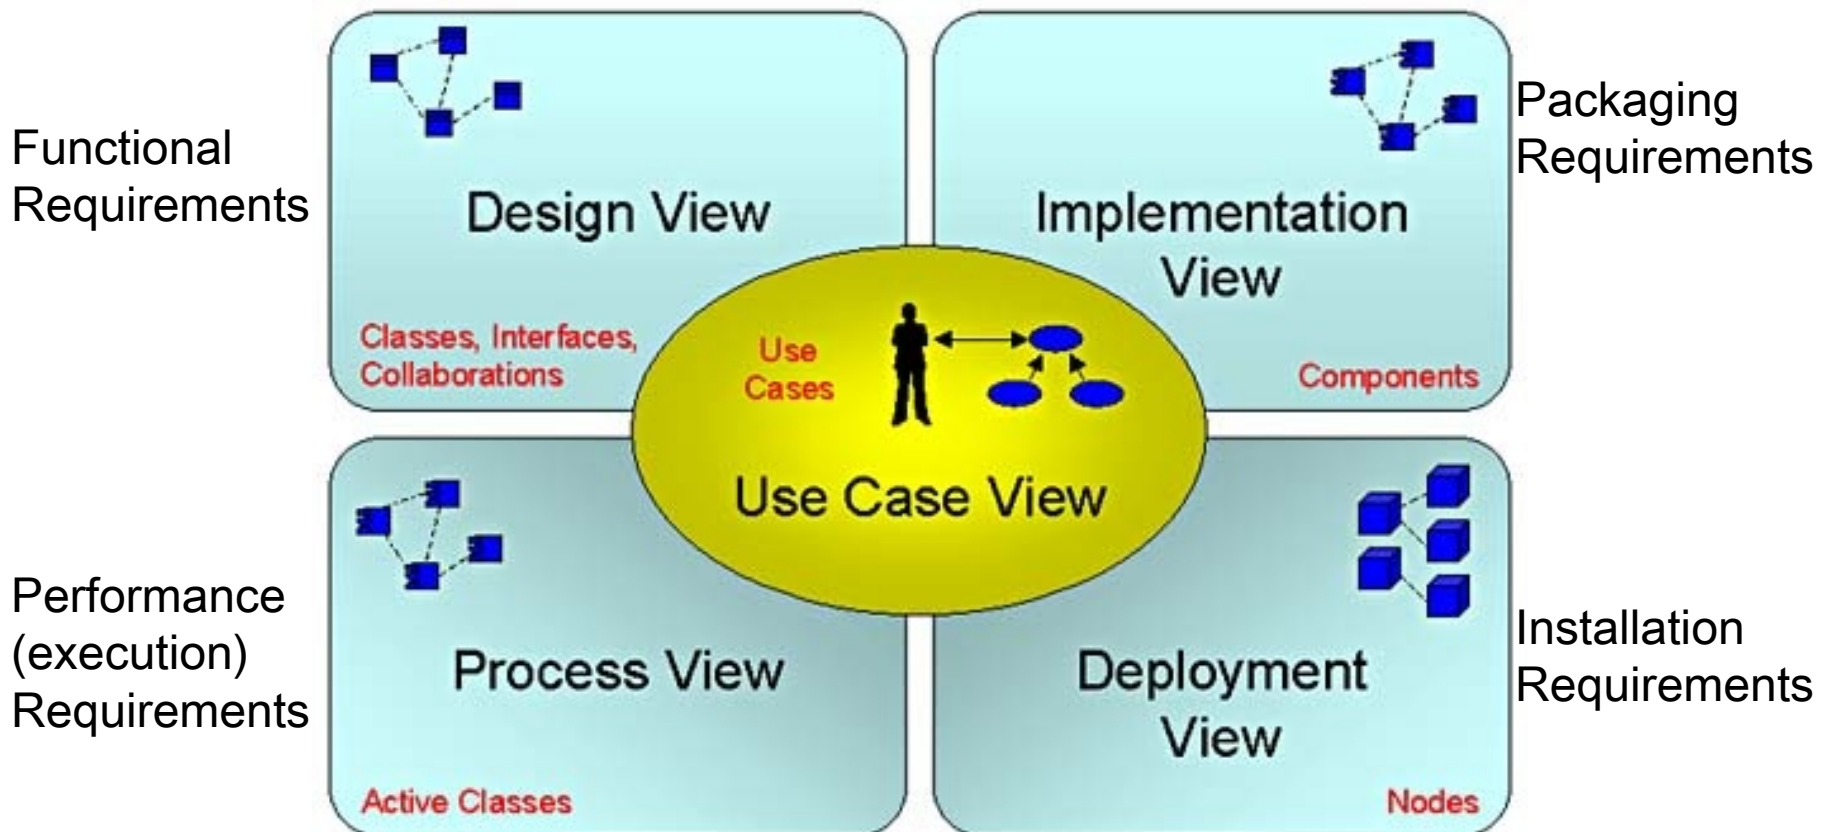 Functional
Requirements
Design View
Classes, Interfaces,
Collaborations
Implementation
View
Components
Packaging
Requirements
Use
Cases
Use Case View
Performance
(execution)
Requirements
Process View
Active Classes
Deployment
View
Nodes
Installation
Requirements